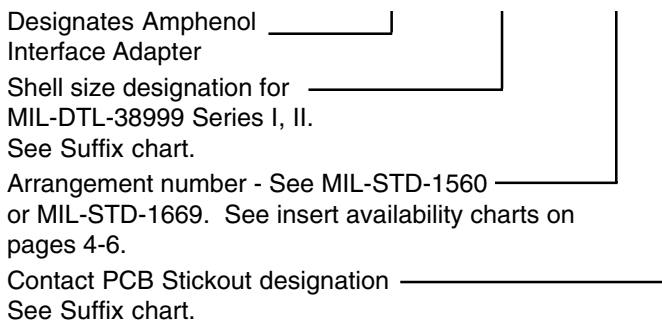 Designates Amphenol
Interface Adapter
Shell size designation for
MIL-DTL-38999 Series I, II.
See Suffix chart.
Arrangement number - See MIL-STD-1560
or MIL-STD-1669.  See insert availability charts on
pages 4-6.
Contact PCB Stickout designation
See Suffix chart.